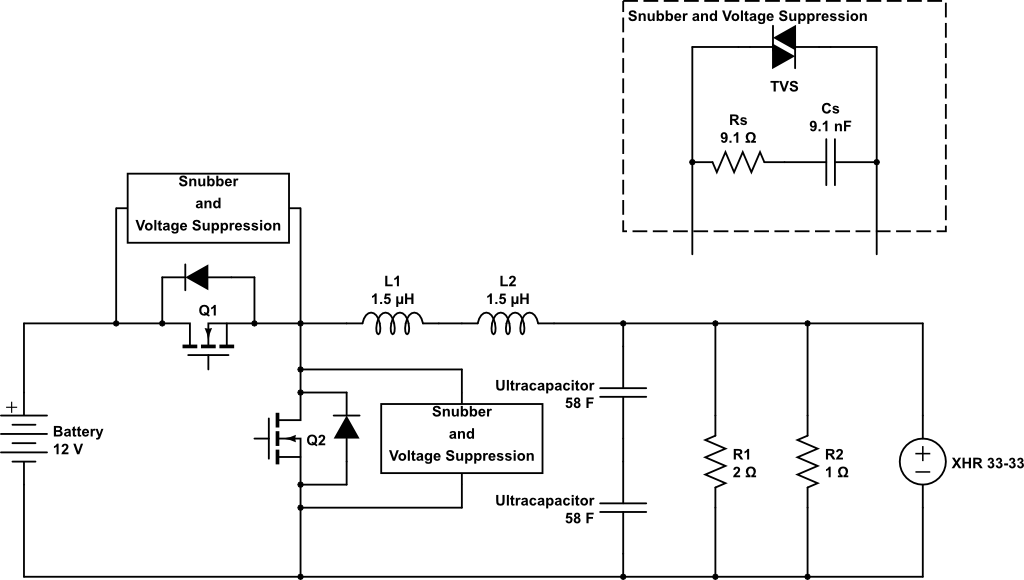 Snubber and Voltage Suppression
TVS
Rs
9.1 Ω
Cs
9.1 nF
Snubber
and
Voltage Suppression
Q1
L1
1.5 µH
L2
1.5 µH
+
Battery
12 V
Q2
Snubber
and
Voltage Suppression
Ultracapacitor
58 F
Ultracapacitor
58 F
R1
2 Ω
R2
1 Ω
+
−
XHR 33-33